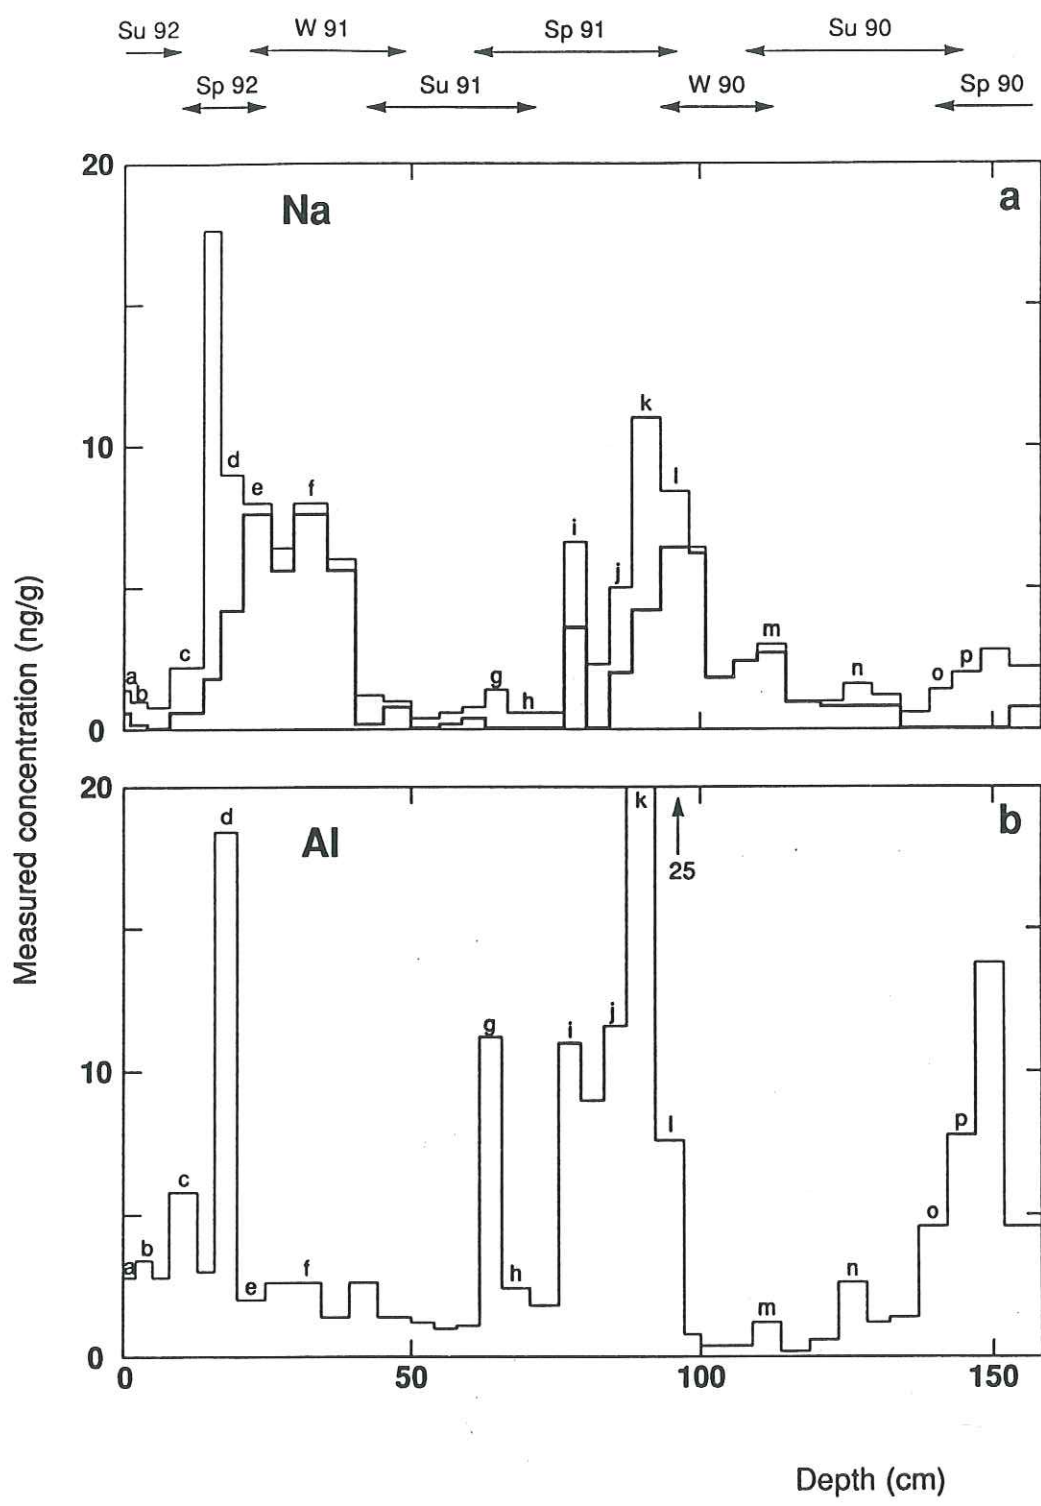 Su 92 W 91 Sp 91 Su 90
Sp 92 Su 91 W 90 Sp 90
20
Na a
k
10
d
e f l
i
j
c m
a b g h n o p
0
Measured concentration (ng/g)
20
d k
Al b
25
10
g i j
c l p
b o
a f h n
e m
0
0 50 100 150
Depth (cm)